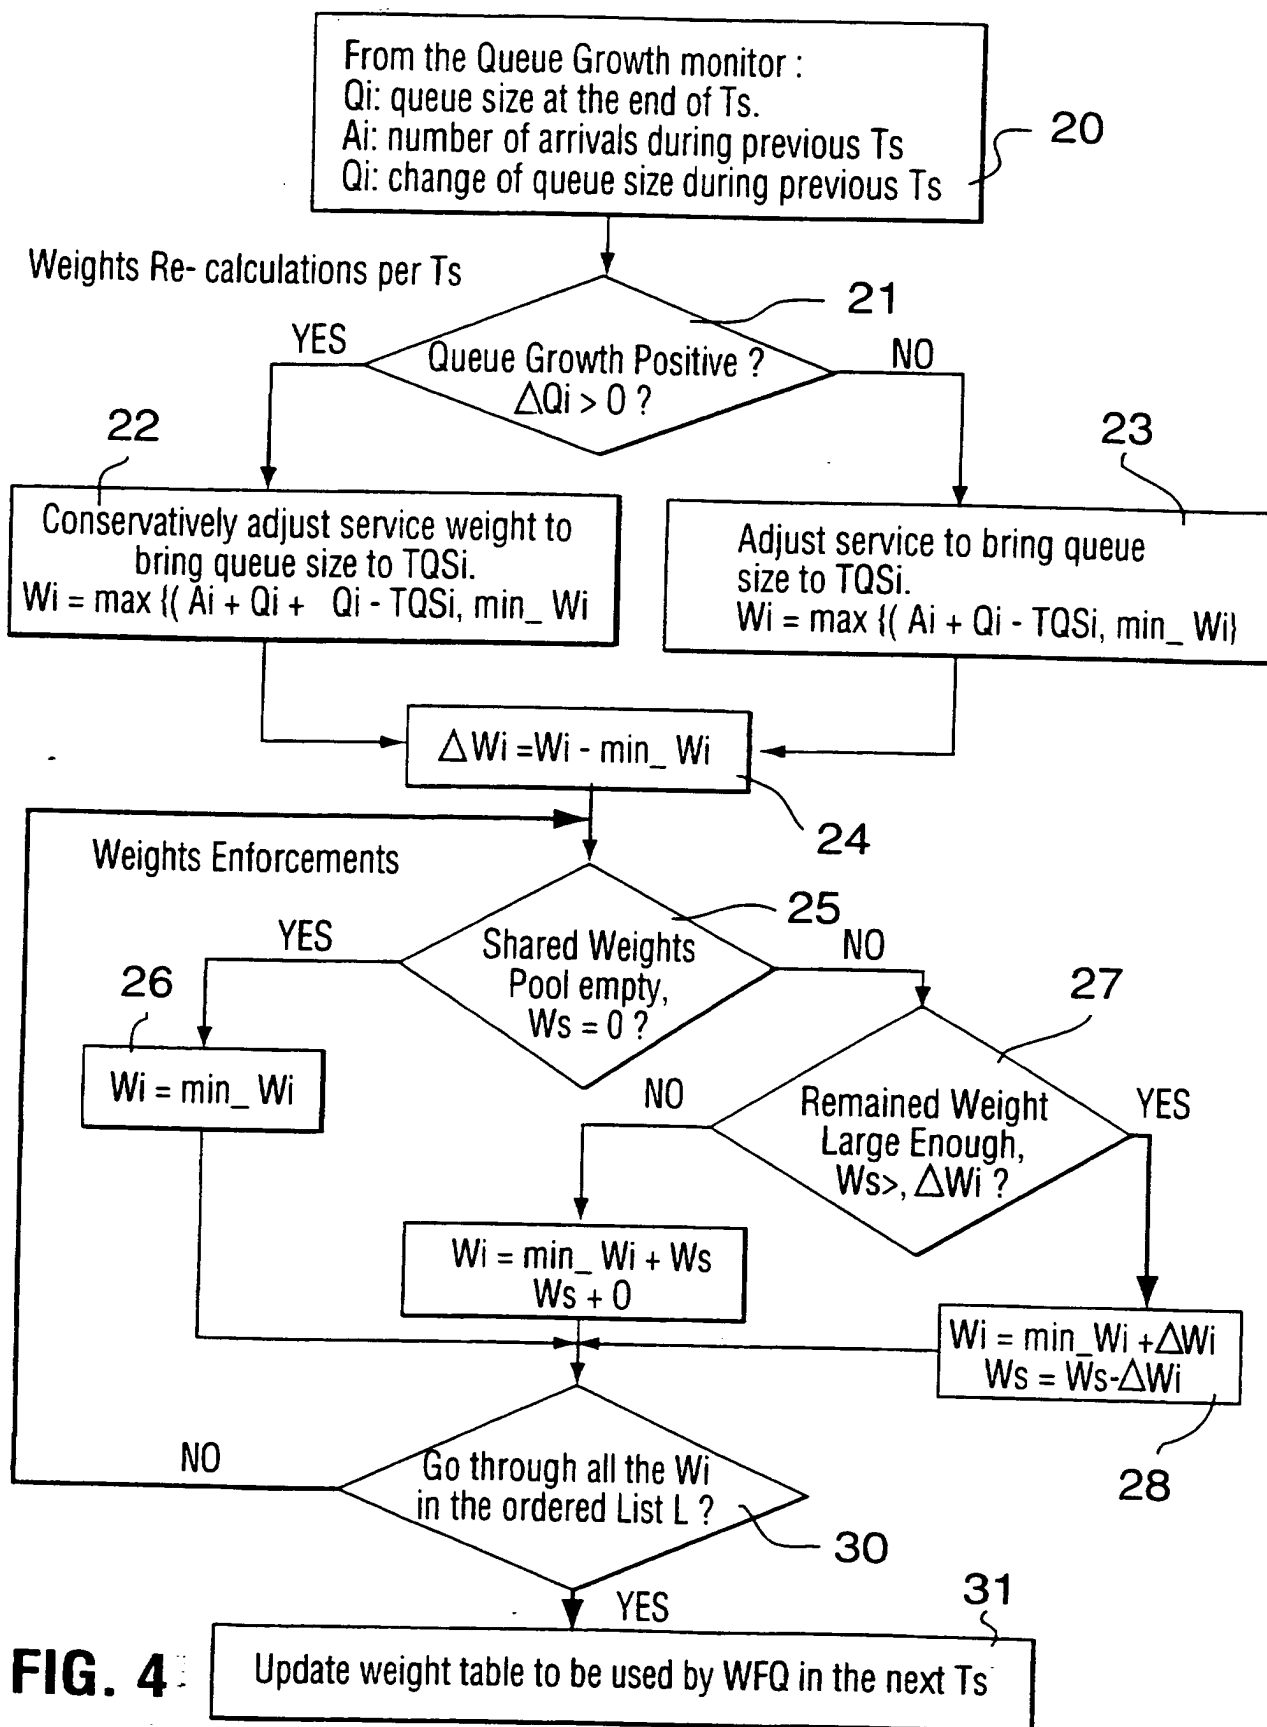 From the Queue Growth monitor :
Qi: queue size at the end of Ts.
Ai: number of arrivals during previous Ts
Qi: change of queue size during previous Ts
20
Weights Re- calculations per Ts
21
YES
Queue Growth Positive ?
△Qi > 0 ?
NO
22
23
Conservatively adjust service weight to
bring queue size to TQSi.
Wi = max {( Ai + Qi + Qi - TQSi, min_ Wi
Adjust service to bring queue
size to TQSi.
Wi = max {( Ai + Qi - TQSi, min_ Wi}
△Wi =Wi - min_ Wi
24
Weights Enforcements
25
YES
Shared Weights
Pool empty,
Ws = 0 ?
NO
26
27
Wi = min_ Wi
NO
Remained Weight
Large Enough,
Ws>, △Wi ?
YES
Wi = min_ Wi + Ws
Ws + 0
Wi = min_Wi +△Wi
Ws = Ws-△Wi
28
NO
Go through all the Wi
in the ordered List L ?
30
YES
31
Update weight table to be used by WFQ in the next Ts
FIG. 4